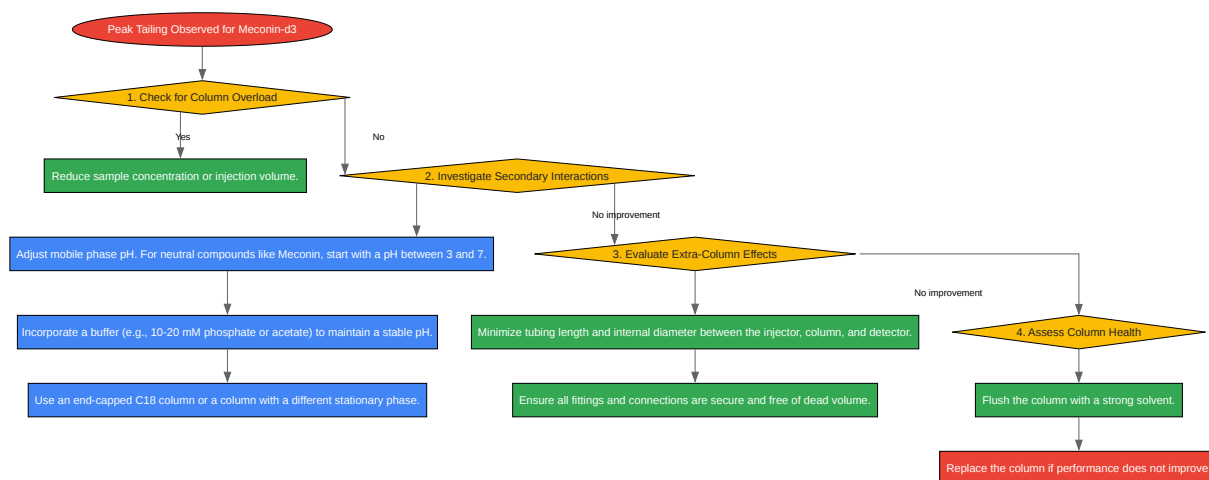 Peak Tailing Observed for Meconin-d3
1. Check for Column Overload
Yes
No
Reduce sample concentration or injection volume.
2. Investigate Secondary Interactions
No improvement
Adjust mobile phase pH. For neutral compounds like Meconin, start with a pH between 3 and 7.
3. Evaluate Extra-Column Effects
No improvement
Incorporate a buffer (e.g., 10-20 mM phosphate or acetate) to maintain a stable pH.
Minimize tubing length and internal diameter between the injector, column, and detector.
4. Assess Column Health
Use an end-capped C18 column or a column with a different stationary phase.
Ensure all fittings and connections are secure and free of dead volume.
Flush the column with a strong solvent.
Replace the column if performance does not improve